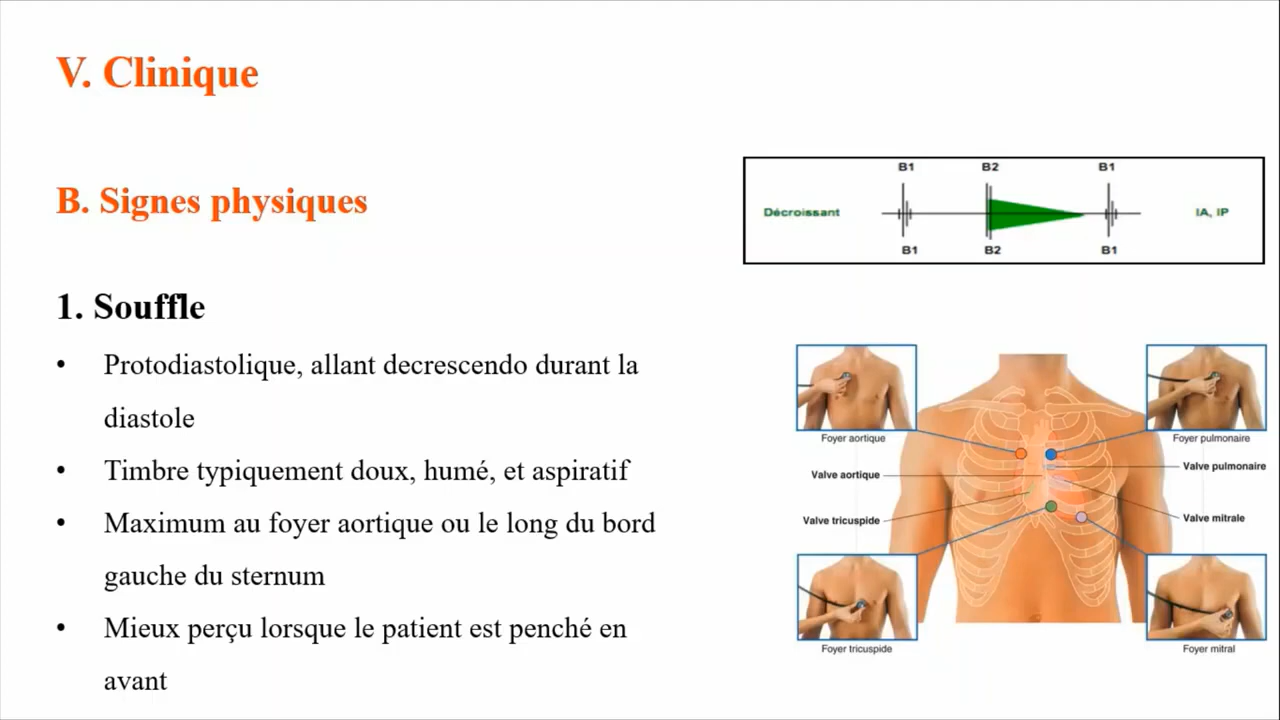 V. Clinique
B. Signes physiques
1. Souffle
• Protodiastolique, allant decrescendo durant la
diastole
• Timbre typiquement doux, humé, et aspiratif
• Maximum au foyer aortique ou le long du bord
gauche du sternum
• Mieux perçu lorsque le patient est penché en
avant
B1 B2 B1
Décroissant IA, IP
B1 B2 B1
Foyer aortique Foyer pulmonaire
Valve aortique Valve pulmonaire
Valve tricuspide Valve mitrale
Foyer tricuspide Foyer mitral